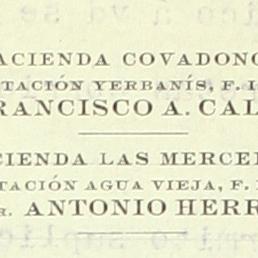 ACIENDA COVADONG
TACIÓN YERBANÍS, F. I
RANCISCO A. CAL
CIENDA LAS MERCE
TACIÓN AGUA VIEJA, F. I
R. ANTONIO HERR